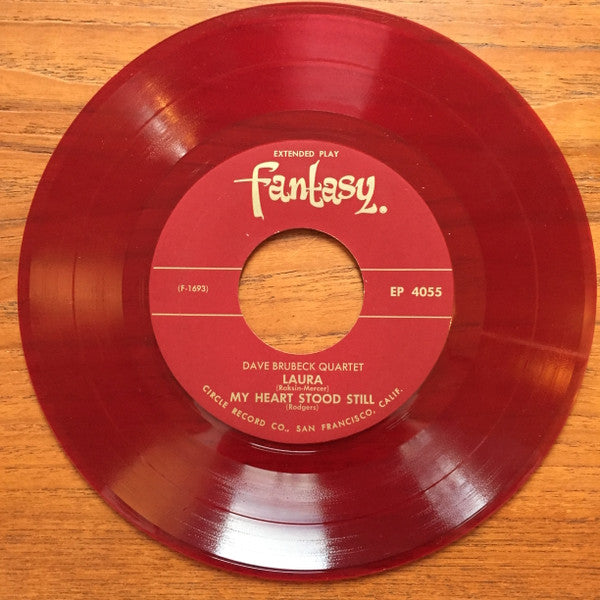 EXTENDED PLAY
fantasy.
(F-1693)
EP 4055
DAVE BRUBECK QUARTET
LAURA
(Raksin-Mercer)
MY HEART STOOD STILL
(Rodgers)
CIRCLE RECORD CO., SAN FRANCISCO, CALIF.